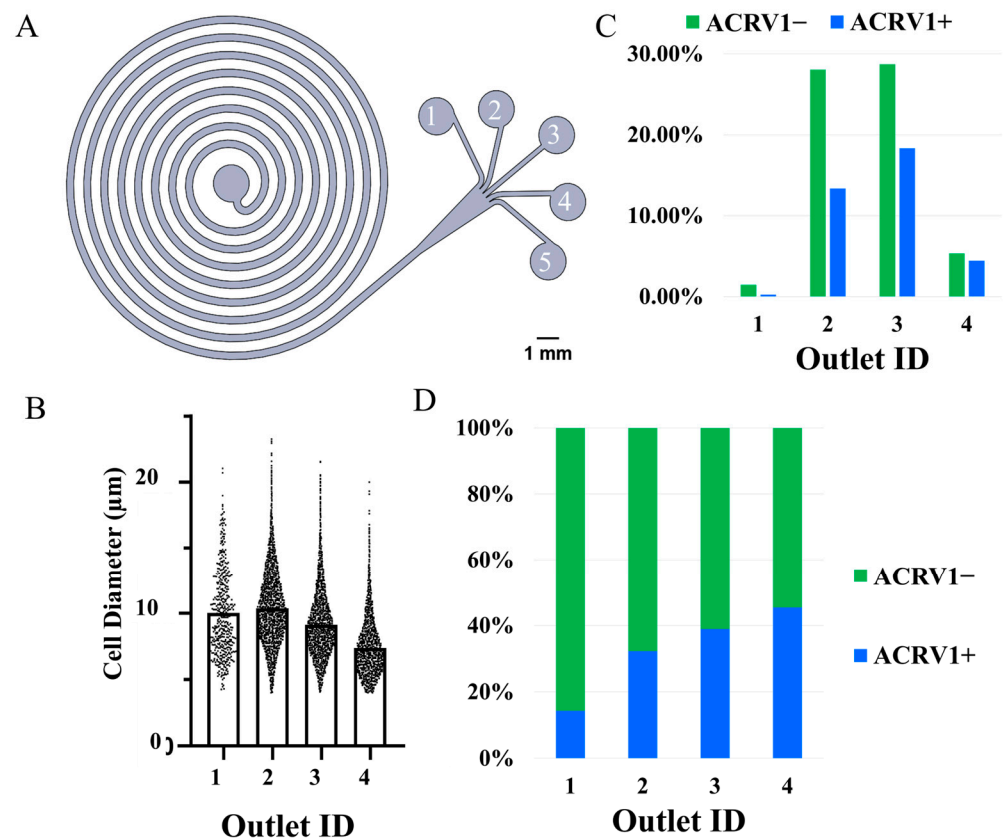 A
1
2
3
4
5
1 mm
C
ACRV1− ACRV1+
30.00%
20.00%
10.00%
0.00%
1 2 3 4
Outlet ID
B
Cell Diameter (μm)
20
10
0
1 2 3 4
Outlet ID
D
100%
80%
60%
40%
20%
0%
1 2 3 4
Outlet ID
ACRV1−
ACRV1+